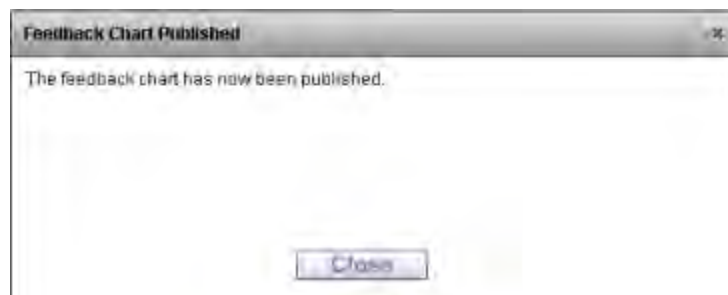 Feedback Chart Published
The feedback chart has now been published.
Close